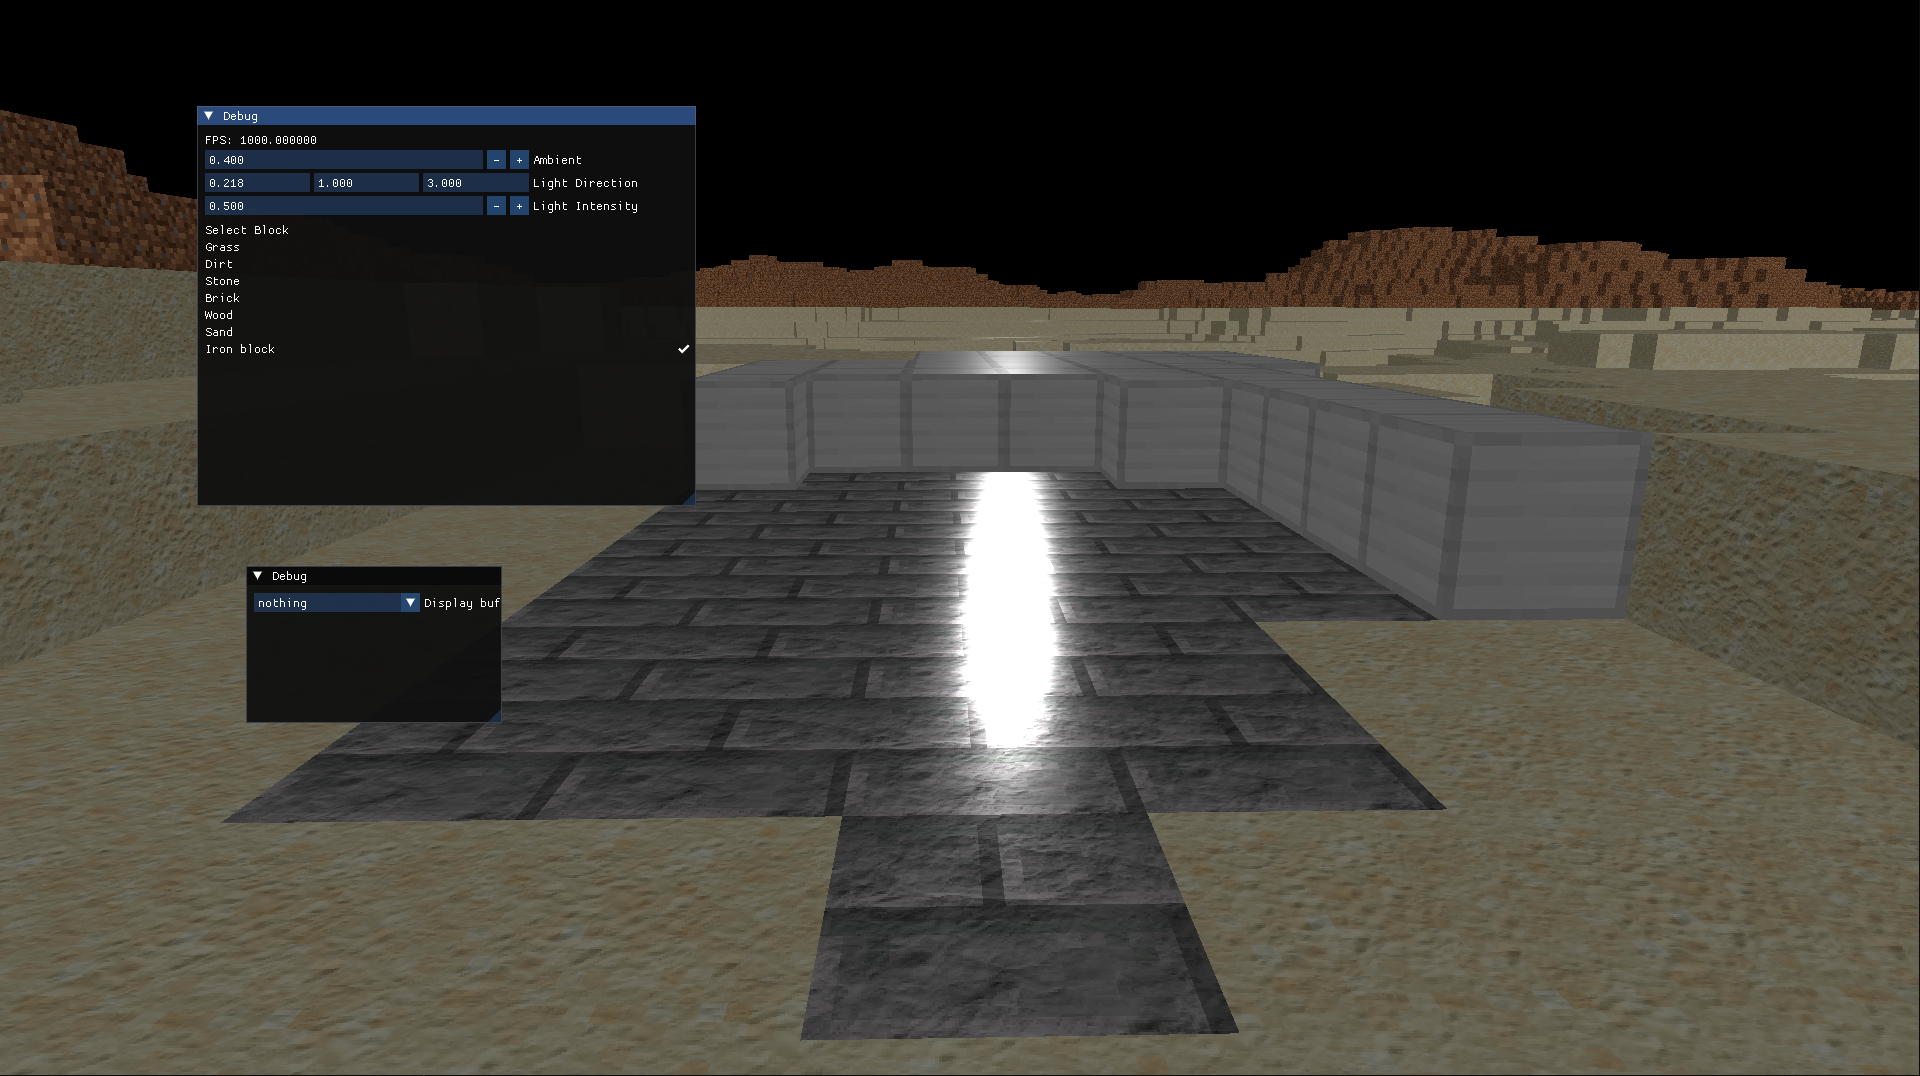 Debug
FPS: 1000.000000
0.400 - + Ambient
0.218 1.000 3.000 Light Direction
0.500 - + Light Intensity
Select Block
Grass
Dirt
Stone
Brick
Wood
Sand
Iron block
Debug
nothing Display buf